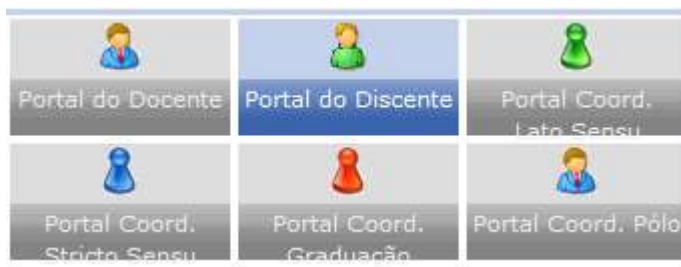 Portal do Docente
Portal do Discente
Portal Coord.
Lato Sensu
Portal Coord.
Stricto Sensu
Portal Coord.
Graduação
Portal Coord. Pólo